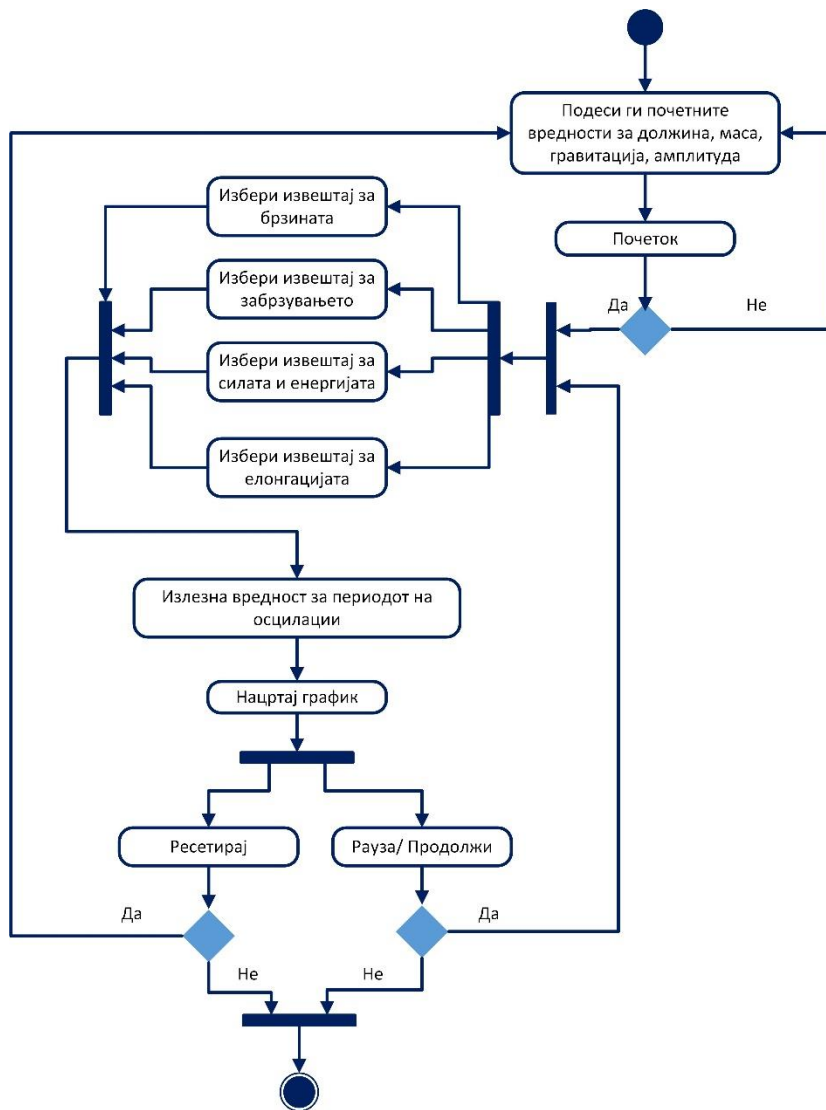 Подеси ги почетните
вредности за должина, маса,
гравитација, амплитуда
Почеток
Да
Не
Избери извештај за
брзината
Избери извештај за
забрзувањето
Избери извештај за
силата и енергијата
Избери извештај за
елонгацијата
Излезна вредност за периодот на
осцилации
Нацртај график
Ресетирај
Рауза/ Продолжи
Да
Да
Не
Не